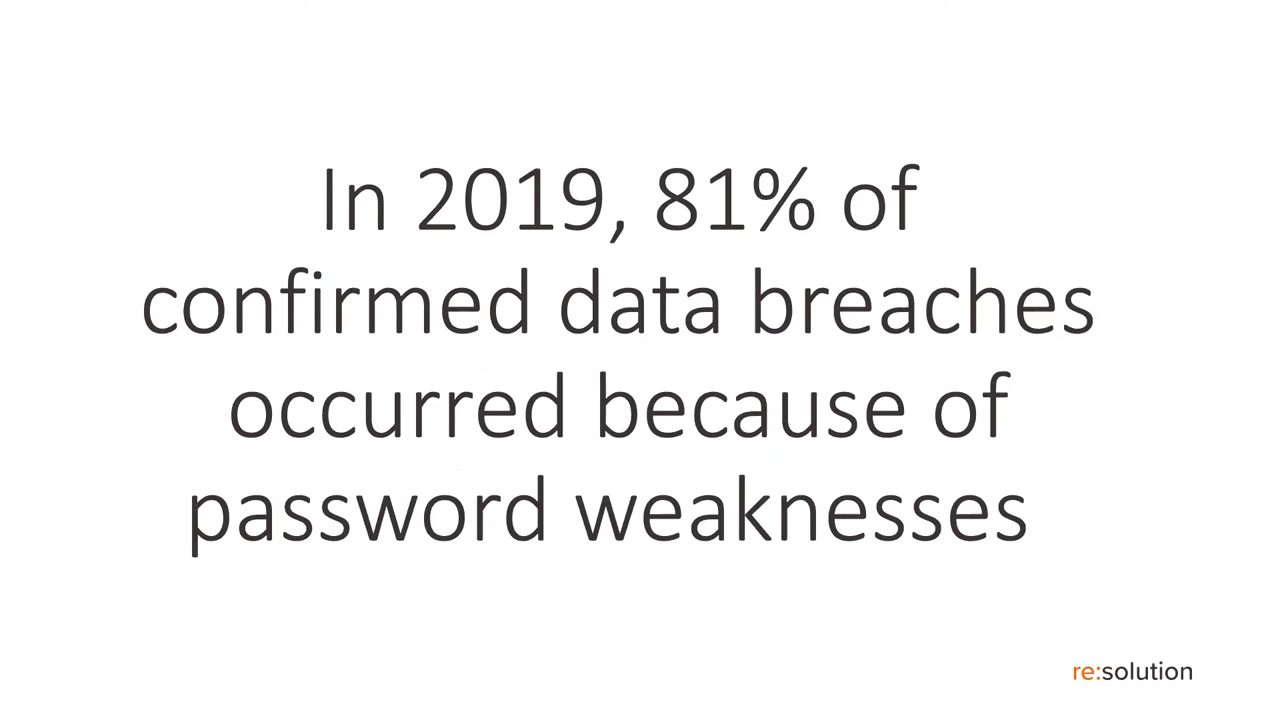 In 2019, 81% of
confirmed data breaches
occurred because of
password weaknesses
re:solution